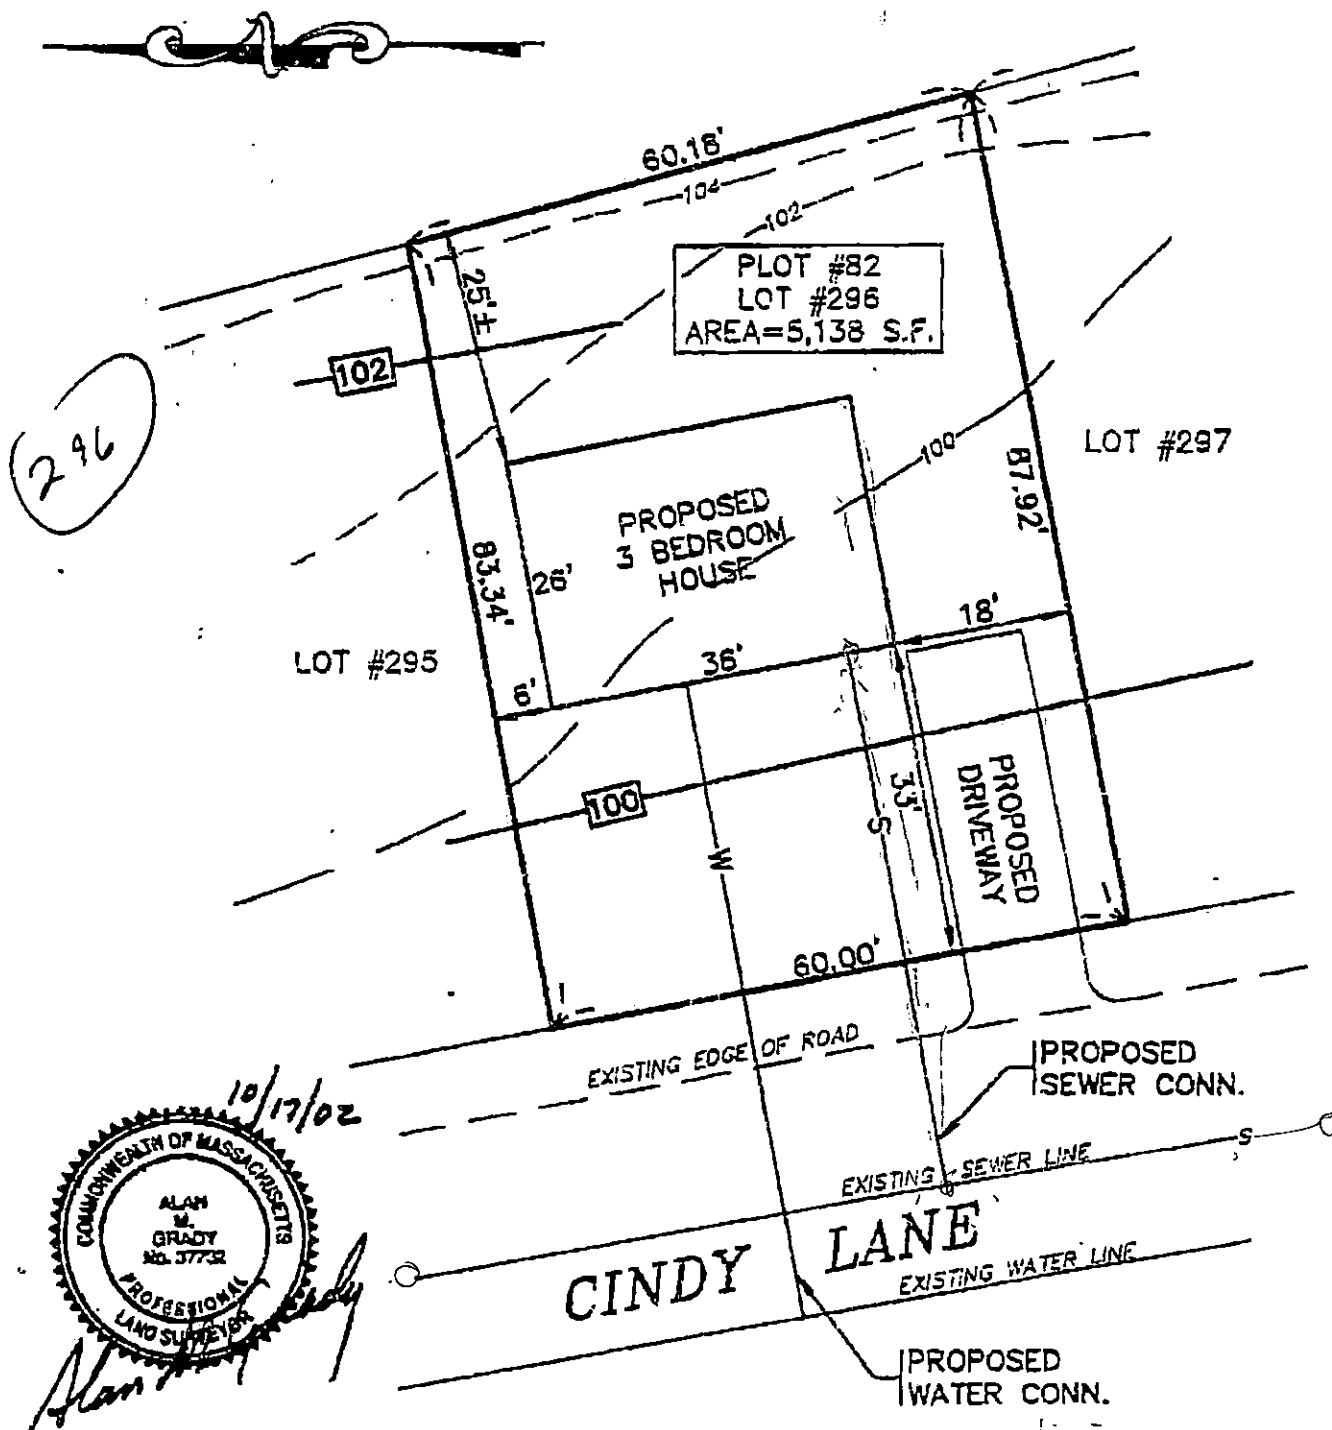 60.18'
104
102
PLOT #82
LOT #296
AREA=5,138 S.F.
25'±
102
296
100
LOT #297
87.92'
PROPOSED
3 BEDROOM
HOUSE
83.34'
26'
18'
LOT #295
36'
6'
PROPOSED
DRIVEWAY
33'
100
S
W
60.00'
EXISTING EDGE OF ROAD
PROPOSED
SEWER CONN.
10/17/02
COMMONWEALTH OF MASSACHUSETTS
ALAN
M.
GRADY
No. 37732
PROFESSIONAL
LAND SURVEYOR
Alan M. Grady
EXISTING SEWER LINE
S
CINDY LANE
EXISTING WATER LINE
PROPOSED
WATER CONN.